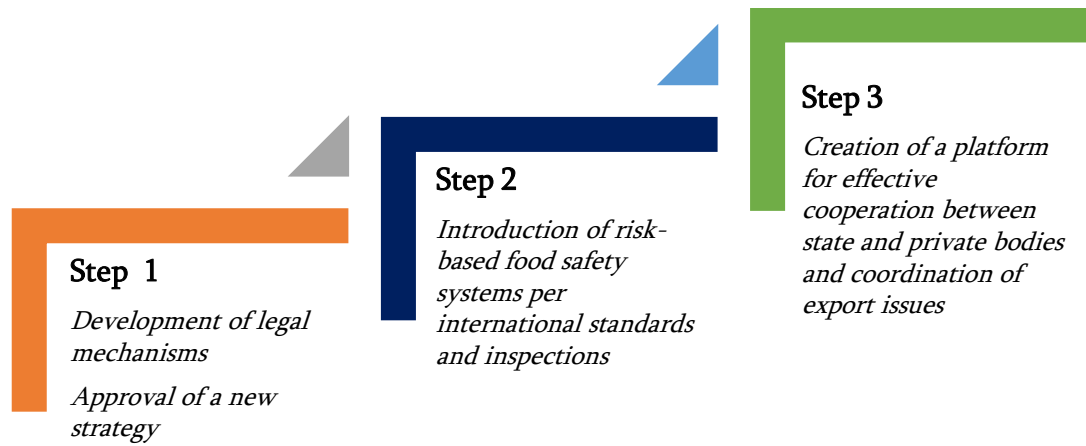 Step 1
Development of legal
mechanisms
Approval of a new
strategy
Step 2
Introduction of risk-
based food safety
systems per
international standards
and inspections
Step 3
Creation of a platform
for effective
cooperation between
state and private bodies
and coordination of
export issues